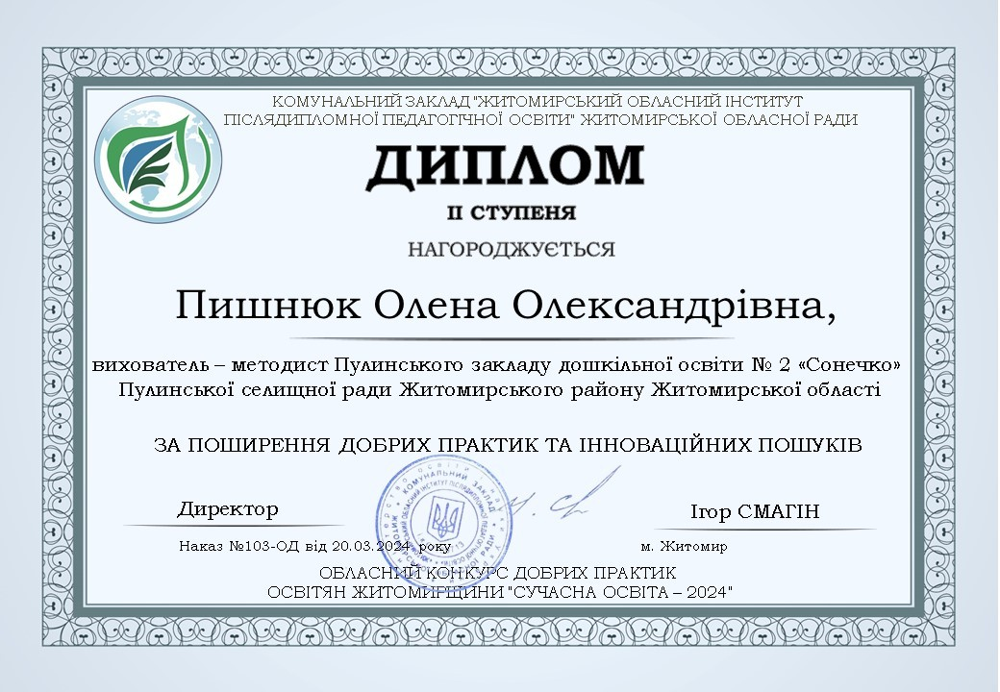 КОМУНАЛЬНИЙ ЗАКЛАД "ЖИТОМИРСЬКИЙ ОБЛАСНИЙ ІНСТИТУТ
ПІСЛЯДИПЛОМНОЇ ПЕДАГОГІЧНОЇ ОСВІТИ" ЖИТОМИРСЬКОЇ ОБЛАСНОЇ РАДИ
ДИПЛОМ
ІІ СТУПЕНЯ
НАГОРОДЖУЄТЬСЯ
Пишнюк Олена Олександрівна,
вихователь – методист Пулинського закладу дошкільної освіти № 2 «Сонечко»
Пулинської селищної ради Житомирського району Житомирської області
ЗА ПОШИРЕННЯ ДОБРИХ ПРАКТИК ТА ІННОВАЦІЙНИХ ПОШУКІВ
Директор
Ігор СМАГІН
Наказ №103-ОД від 20.03.2024 року
м. Житомир
КОМУНАЛЬНИЙ ЗАКЛАД
ОБЛАСНИЙ КОНКУРС ДОБРИХ ПРАКТИК
ОСВІТЯН ЖИТОМИРЩИНИ "СУЧАСНА ОСВІТА – 2024"